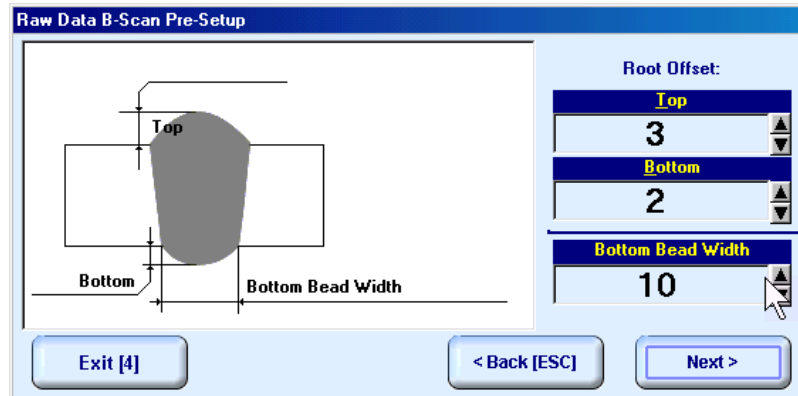 Raw Data B-Scan Pre-Setup
Top
Bottom
Bottom Bead Width
Root Offset:
Top
3
Bottom
2
Bottom Bead Width
10
Exit [4]
< Back [ESC]
Next >